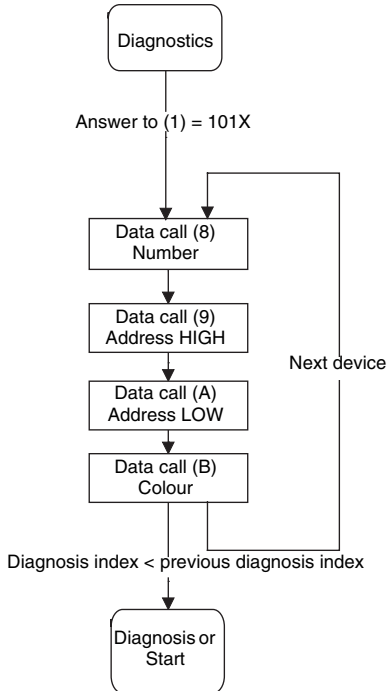 Diagnostics
Answer to (1) = 101X
Data call (8)
Number
Data call (9)
Address HIGH
Next device
Data call (A)
Address LOW
Data call (B)
Colour
Diagnosis index < previous diagnosis index
Diagnosis or
Start